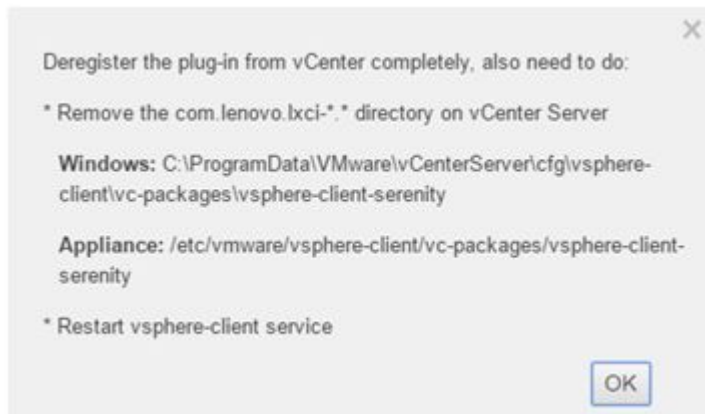 ×
Deregister the plug-in from vCenter completely, also need to do:
* Remove the com.lenovo.lxci-*.* directory on vCenter Server
Windows: C:\ProgramData\VMware\vCenterServer\cfg\vsphere-
client\vc-packages\vsphere-client-serenity
Appliance: /etc/vmware/vsphere-client/vc-packages/vsphere-client-
serenity
* Restart vsphere-client service
OK